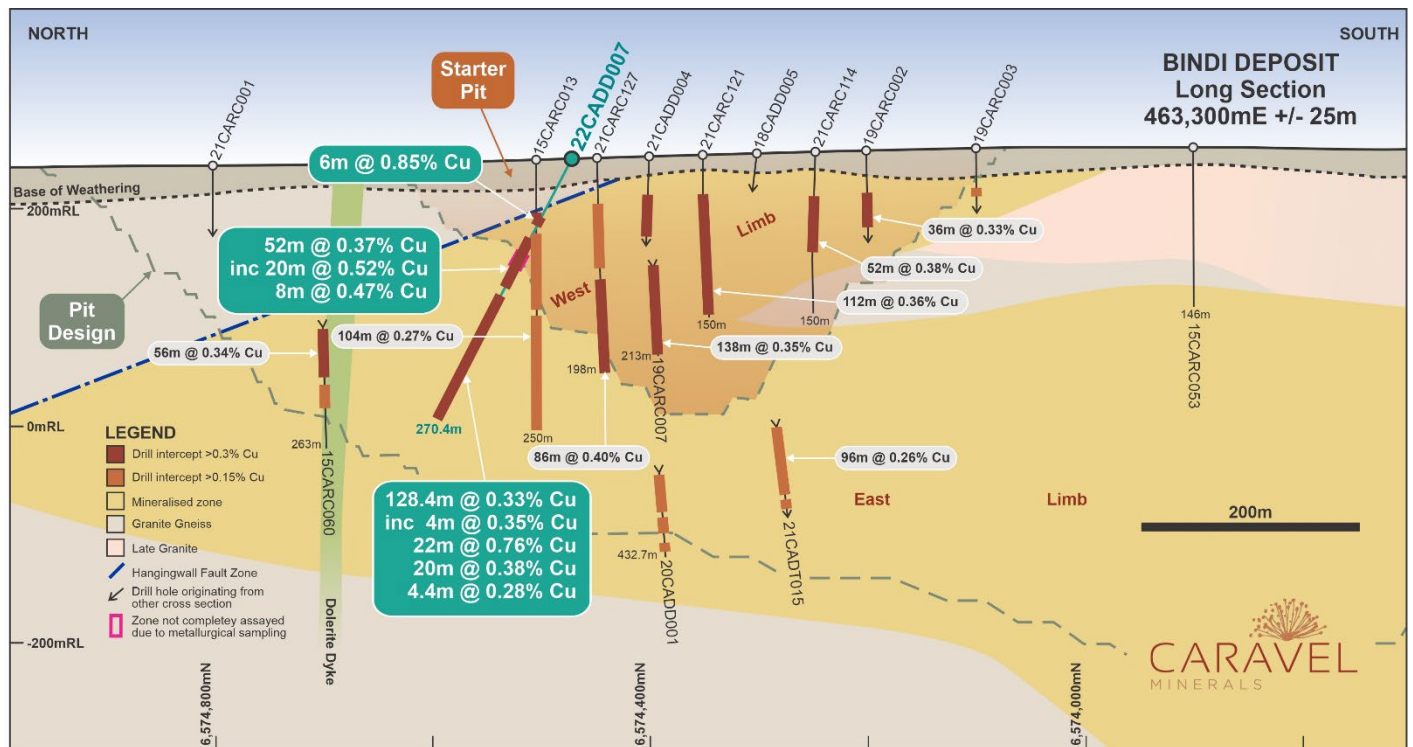 NORTH
SOUTH
BINDI DEPOSIT
Long Section
463,300mE +/- 25m
Starter
Pit
21CARC001
15CARC013
22CADD007
21CARC127
21CADD004
21CARC121
18CADD005
21CARC114
19CARC002
19CARC003
6m @ 0.85% Cu
Base of Weathering
200mRL
52m @ 0.37% Cu
inc 20m @ 0.52% Cu
8m @ 0.47% Cu
Limb
West
36m @ 0.33% Cu
52m @ 0.38% Cu
112m @ 0.36% Cu
Pit
Design
150m
150m
146m
15CARC053
104m @ 0.27% Cu
56m @ 0.34% Cu
138m @ 0.35% Cu
213m
19CARC007
198m
270.4m
0mRL
250m
263m
15CARC060
86m @ 0.40% Cu
96m @ 0.26% Cu
LEGEND
Drill intercept >0.3% Cu
Drill intercept >0.15% Cu
Mineralised zone
Granite Gneiss
Late Granite
Hangingwall Fault Zone
Drill hole originating from
other cross section
Zone not completey assayed
due to metallurgical sampling
128.4m @ 0.33% Cu
inc 4m @ 0.35% Cu
22m @ 0.76% Cu
20m @ 0.38% Cu
4.4m @ 0.28% Cu
East
Limb
200m
432.7m
20CADD001
21CADT015
Dolerite Dyke
-200mRL
CARAVEL
MINERALS
6,574,800mN
6,574,400mN
6,574,000mN